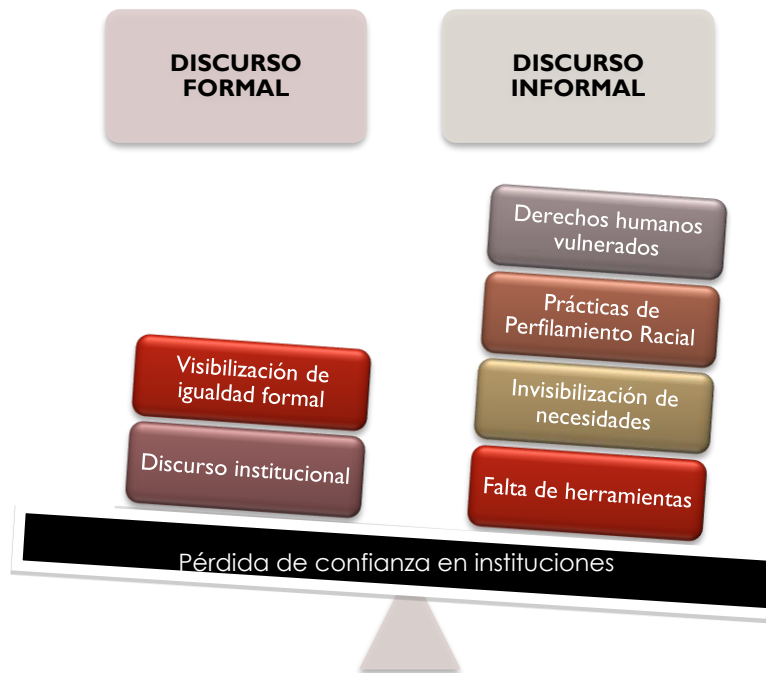 DISCURSO
FORMAL
DISCURSO
INFORMAL
Derechos humanos
vulnerados
Prácticas de
Perfilamiento Racial
Visibilización de
igualdad formal
Invisibilización de
necesidades
Discurso institucional
Falta de herramientas
Pérdida de confianza en instituciones